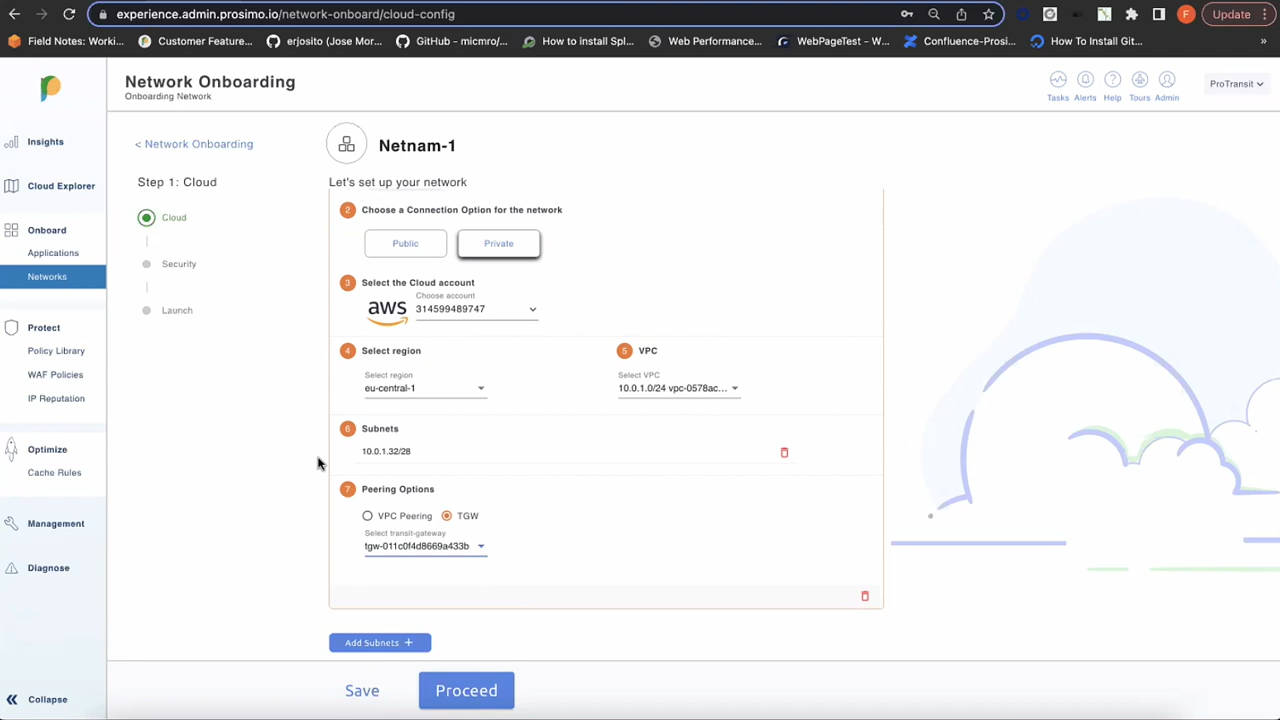 experience.admin.prosimo.io/network-onboard/cloud-config
Update
Field Notes: Worki...
Customer Feature...
erjosito (Jose Mor...
GitHub - micmro/...
How to install Spl...
Web Performance...
WebPageTest - W...
Confluence-Prosi...
How To Install Git...
»
Network Onboarding
Onboarding Network
Tasks
Alerts
Help
Tours
Admin
ProTransit
Insights
Cloud Explorer
Onboard
Applications
Networks
Protect
Policy Library
WAF Policies
IP Reputation
Optimize
Cache Rules
Management
Diagnose
Collapse
< Network Onboarding
Step 1: Cloud
Cloud
Security
Launch
Netnam-1
Let's set up your network
2 Choose a Connection Option for the network
Public
Private
3 Select the Cloud account
aws
Choose account
314599489747
4 Select region
Select region
eu-central-1
5 VPC
Select VPC
10.0.1.0/24 vpc-0578ac...
6 Subnets
10.0.1.32/28
7 Peering Options
VPC Peering
TGW
Select transit-gateway
tgw-011c0f4d8669a433b
Add Subnets +
Save
Proceed
F